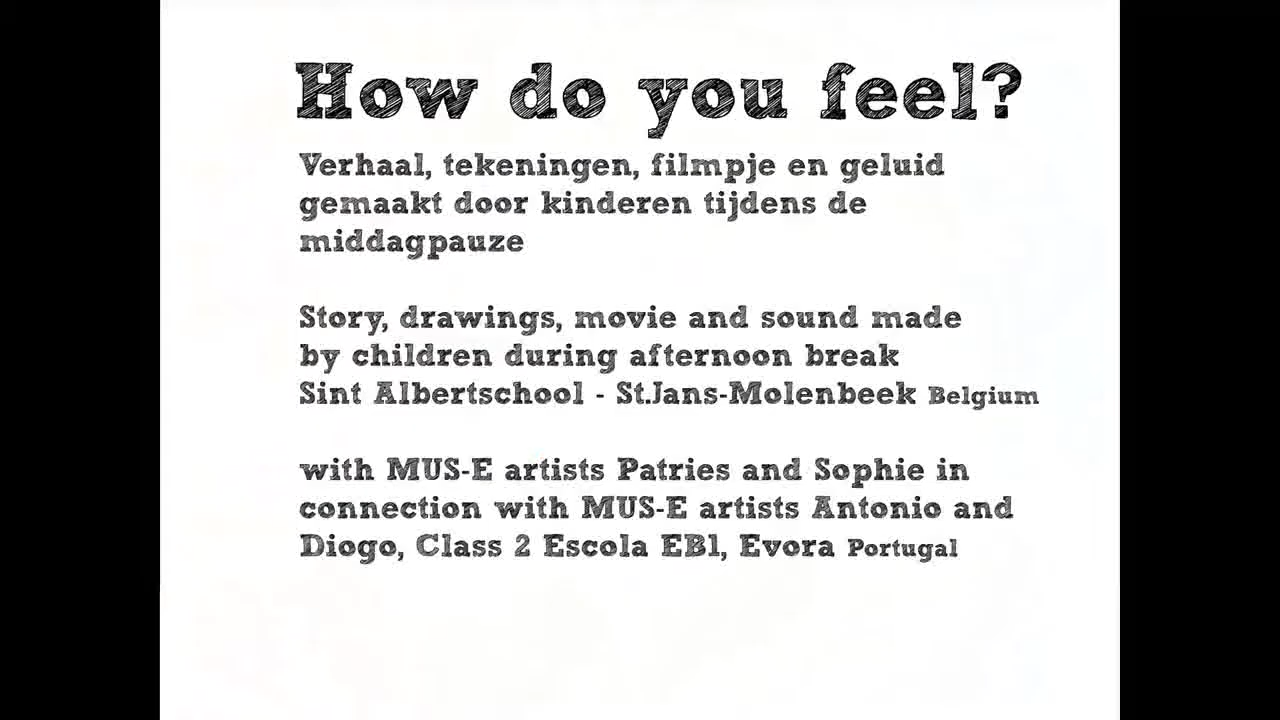 How do you feel?
Verhaal, tekeningen, filmpje en geluid
gemaakt door kinderen tijdens de
middagpauze
Story, drawings, movie and sound made
by children during afternoon break
Sint Albertschool - St.Jans-Molenbeek Belgium
with MUS-E artists Patries and Sophie in
connection with MUS-E artists Antonio and
Diogo, Class 2 Escola EB1, Evora Portugal